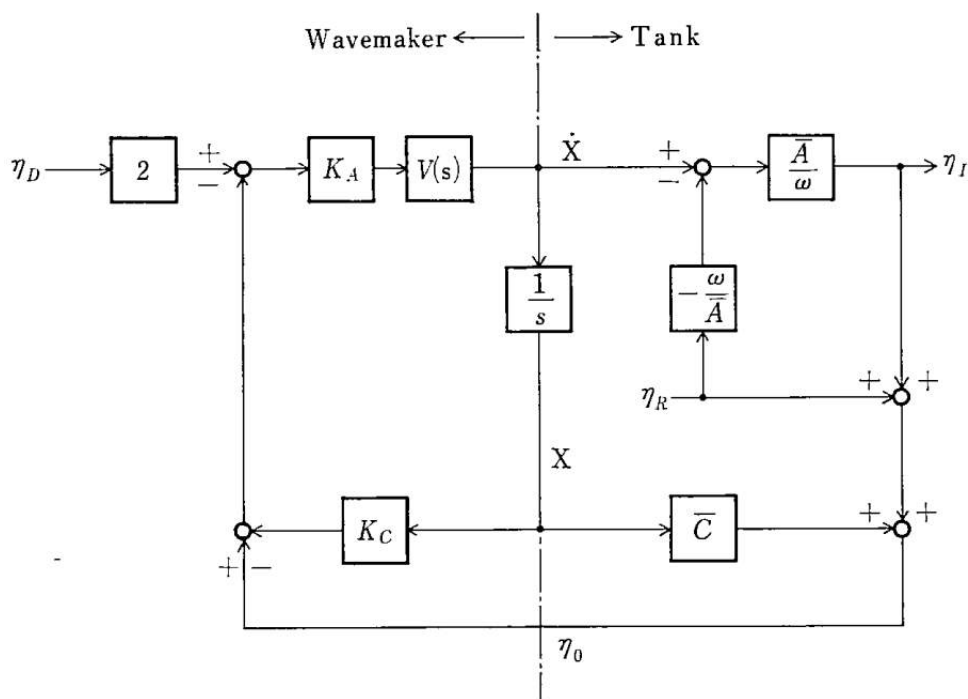 Wavemaker Tank
η_D 2 + − K_A V(s) Ẋ + − A̅/ω η_I
1/s −ω/A̅
η_R + +
X
K_C C̅ + +
+ −
η_0